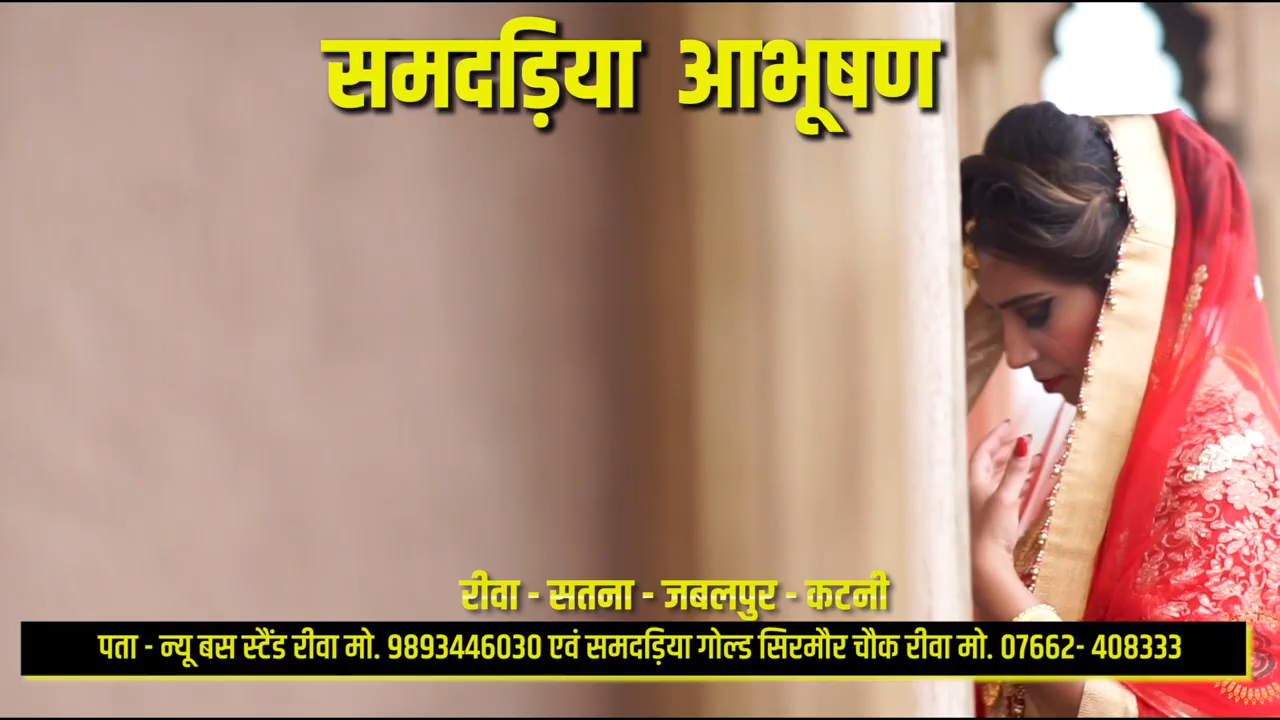 समदड़िया आभूषण
रीवा - सतना - जबलपुर - कटनी
पता - न्यू बस स्टैंड रीवा मो. 9893446030 एवं समदड़िया गोल्ड सिरमौर चौक रीवा मो. 07662- 408333